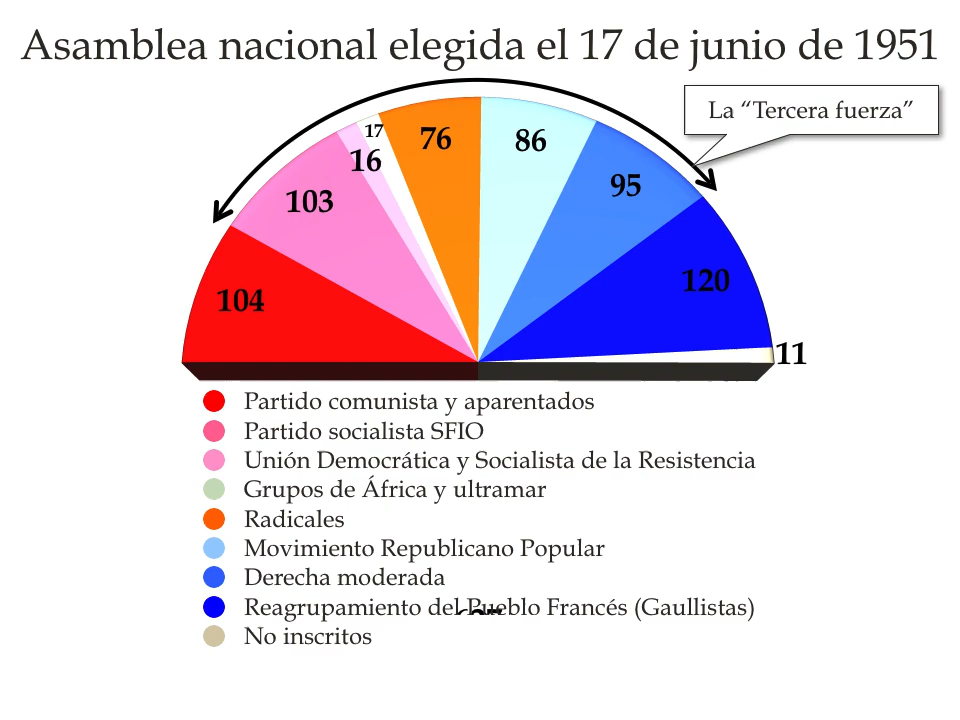 Asamblea nacional elegida el 17 de junio de 1951
La “Tercera fuerza”
17
76
86
16
95
103
120
104
11
Partido comunista y aparentados
Partido socialista SFIO
Unión Democrática y Socialista de la Resistencia
Grupos de África y ultramar
Radicales
Movimiento Republicano Popular
Derecha moderada
Reagrupamiento del Pueblo Francés (Gaullistas)
No inscritos